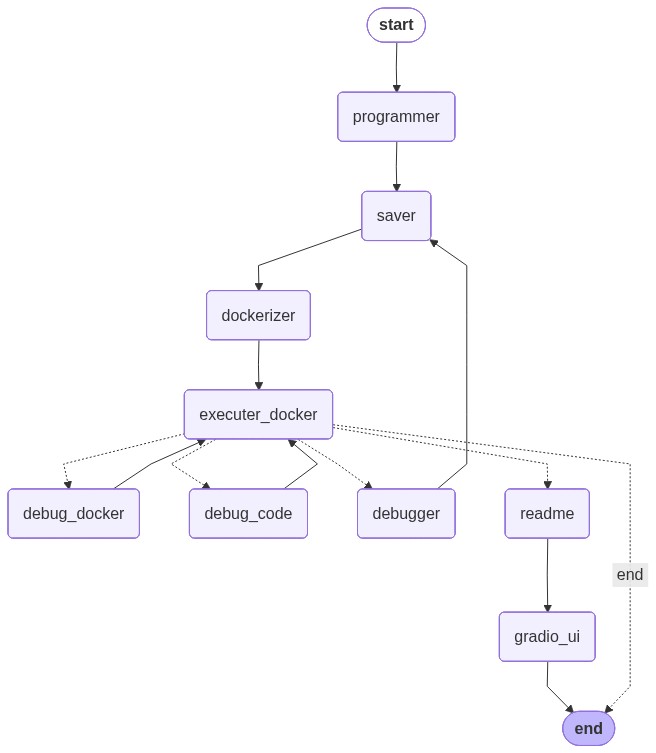 start
programmer
saver
dockerizer
executer_docker
debug_docker
debug_code
debugger
readme
end
gradio_ui
end